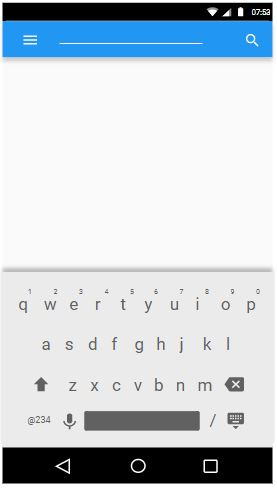 07:53
1 2 3 4 5 6 7 8 9 0
q w e r t y u i o p
a s d f g h j k l
z x c v b n m
@234 /